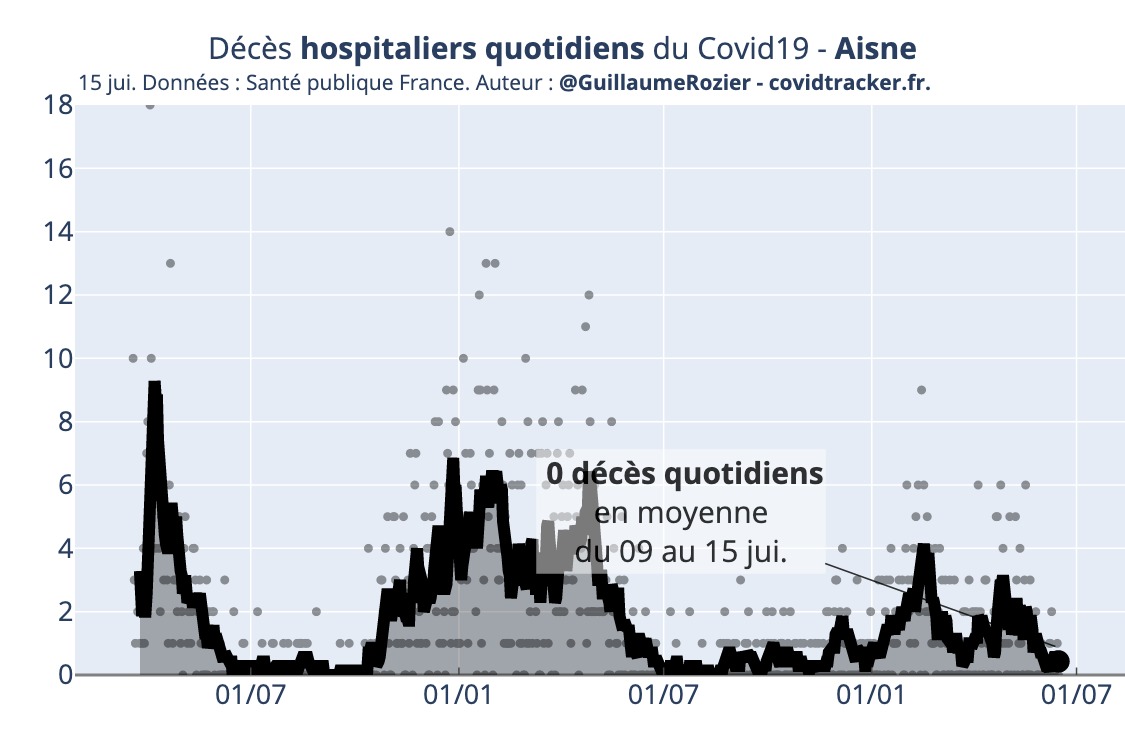 Décès hospitaliers quotidiens du Covid19 - Aisne
15 jui. Données : Santé publique France. Auteur : @GuillaumeRozier - covidtracker.fr.
18
16
14
12
10
8
6
4
2
0
0 décès quotidiens
en moyenne
du 09 au 15 jui.
01/07 01/01 01/07 01/01 01/07